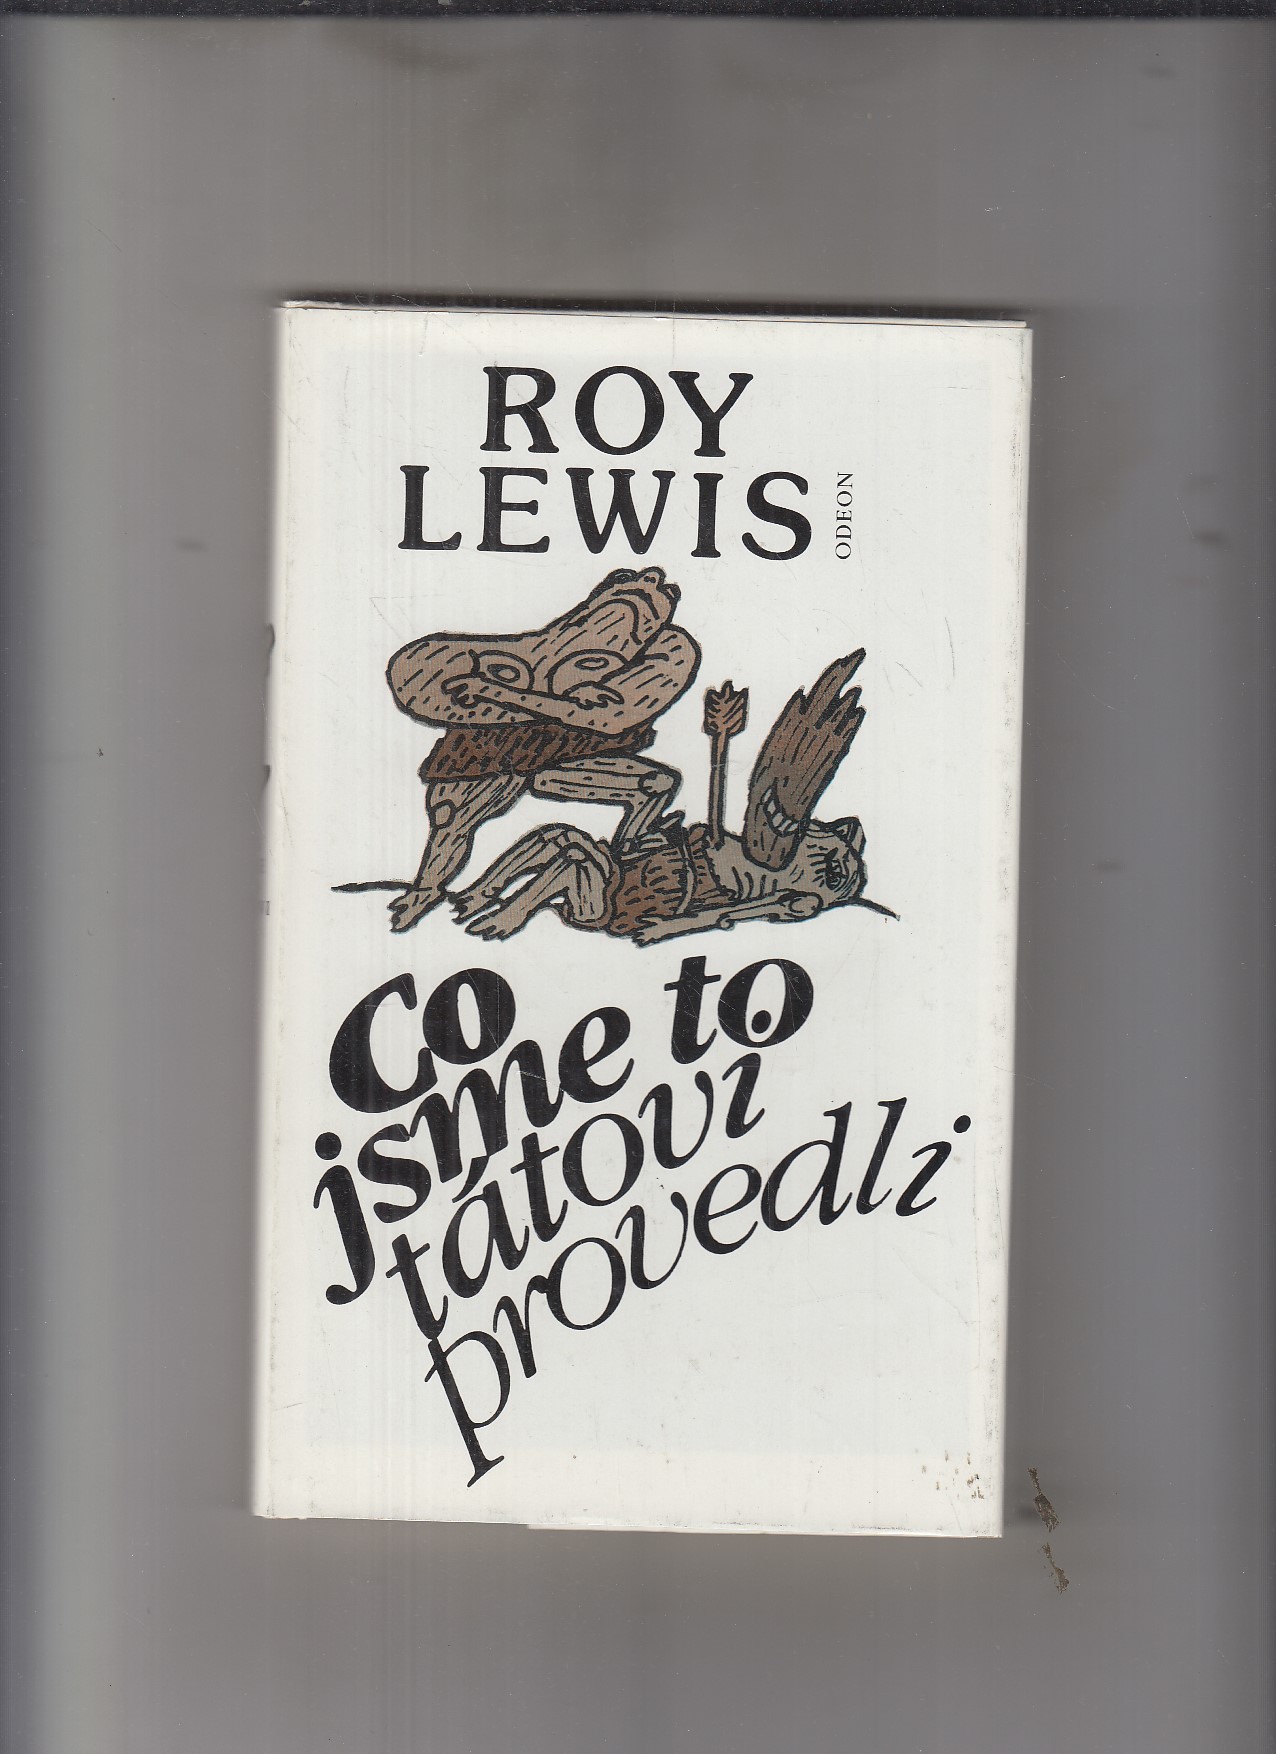 ROY
LEWIS
ODEON
Co
jsme to
tátovi
provedli